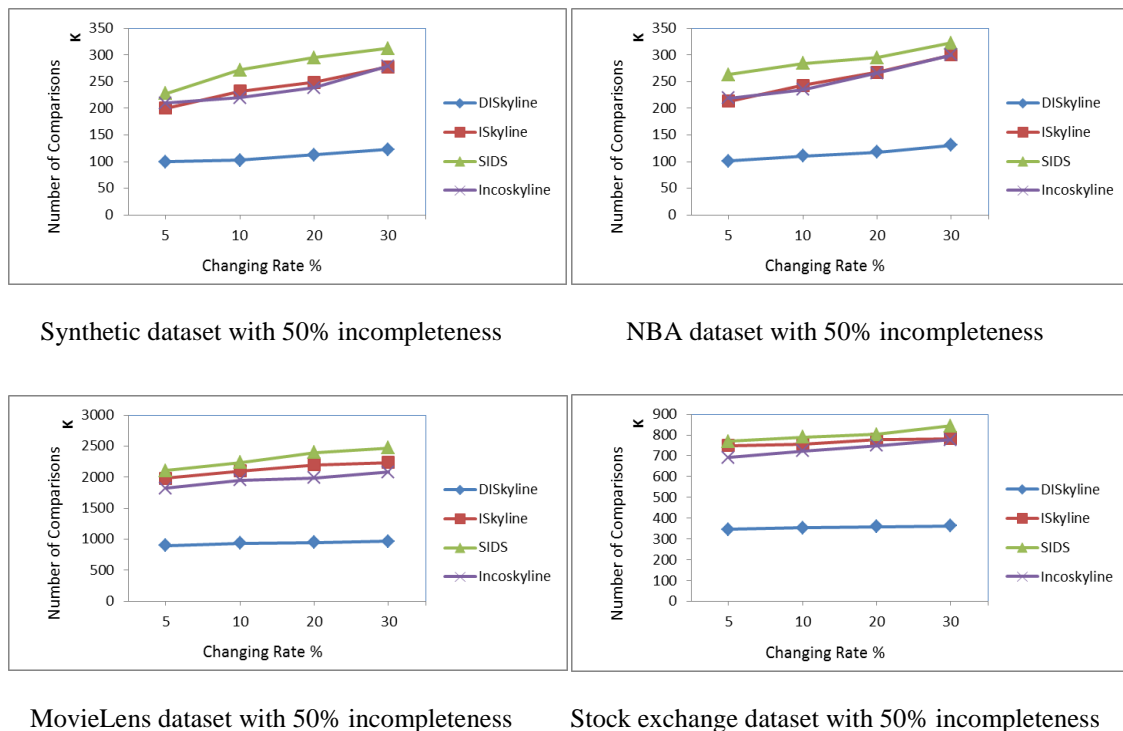 K
Number of Comparisons
350
300
250
200
150
100
50
0
5 10 20 30
Changing Rate %
DISkyline
ISkyline
SIDS
Incoskyline
Synthetic dataset with 50% incompleteness
K
Number of Comparisons
350
300
250
200
150
100
50
0
5 10 20 30
Changing Rate %
DISkyline
ISkyline
SIDS
Incoskyline
NBA dataset with 50% incompleteness
K
Number of Comparisons
3000
2500
2000
1500
1000
500
0
5 10 20 30
Changing Rate %
DISkyline
ISkyline
SIDS
Incoskyline
MovieLens dataset with 50% incompleteness
K
Number of Comparisons
900
800
700
600
500
400
300
200
100
0
5 10 20 30
Changing Rate %
DISkyline
ISkyline
SIDS
Incoskyline
Stock exchange dataset with 50% incompleteness